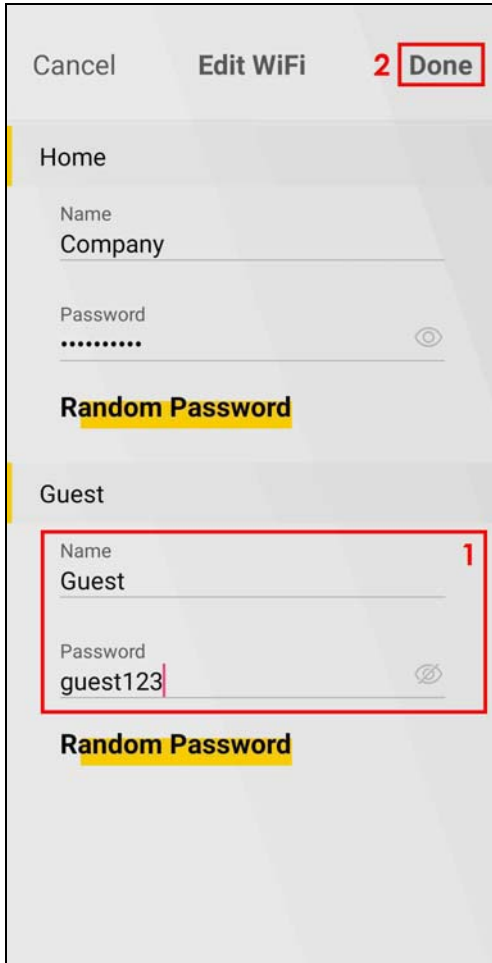 Cancel Edit WiFi 2 Done
Home
Name
Company
Password
••••••••••
Random Password
Guest
1
Name
Guest
Password
guest123
Random Password